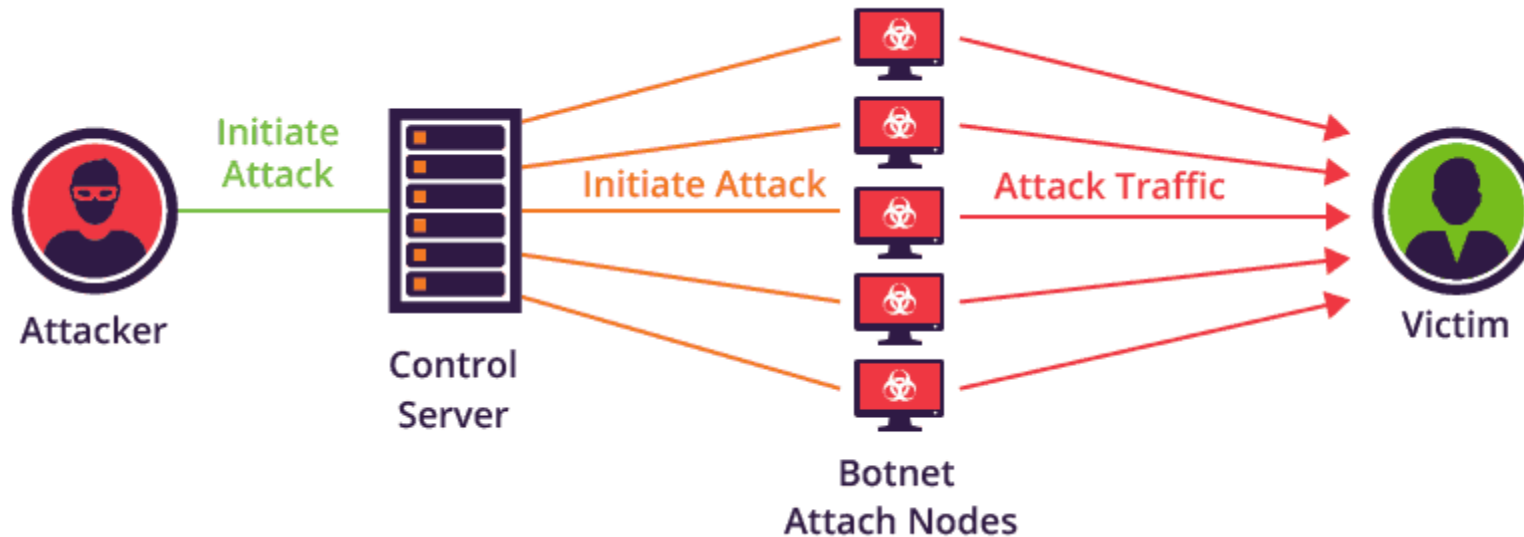 Initiate
Attack
Initiate Attack
Attack Traffic
Attacker
Control
Server
Botnet
Attach Nodes
Victim